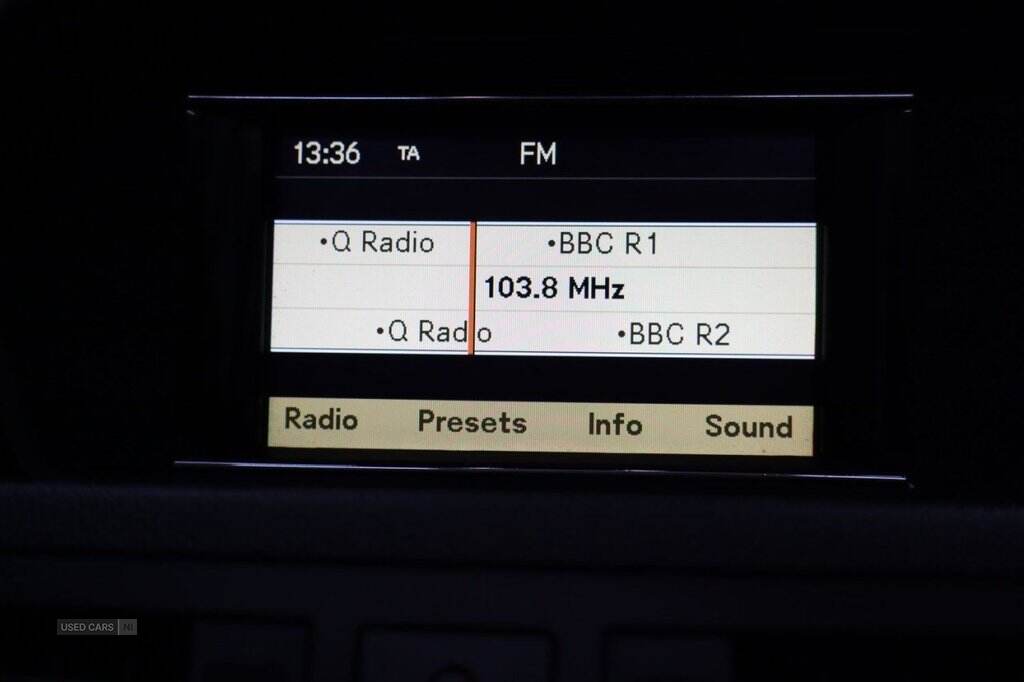 13:36 TA FM
•Q Radio •BBC R1
103.8 MHz
•Q Radio •BBC R2
Radio Presets Info Sound
USED CARS NI